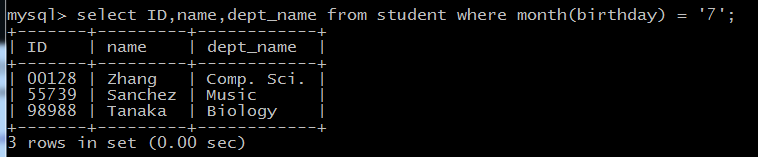 mysql> select ID,name,dept_name from student where month(birthday) = '7';
+-------+---------+------------+
| ID    | name    | dept_name  |
+-------+---------+------------+
| 00128 | Zhang   | Comp. Sci. |
| 55739 | Sanchez | Music      |
| 98988 | Tanaka  | Biology    |
+-------+---------+------------+
3 rows in set (0.00 sec)